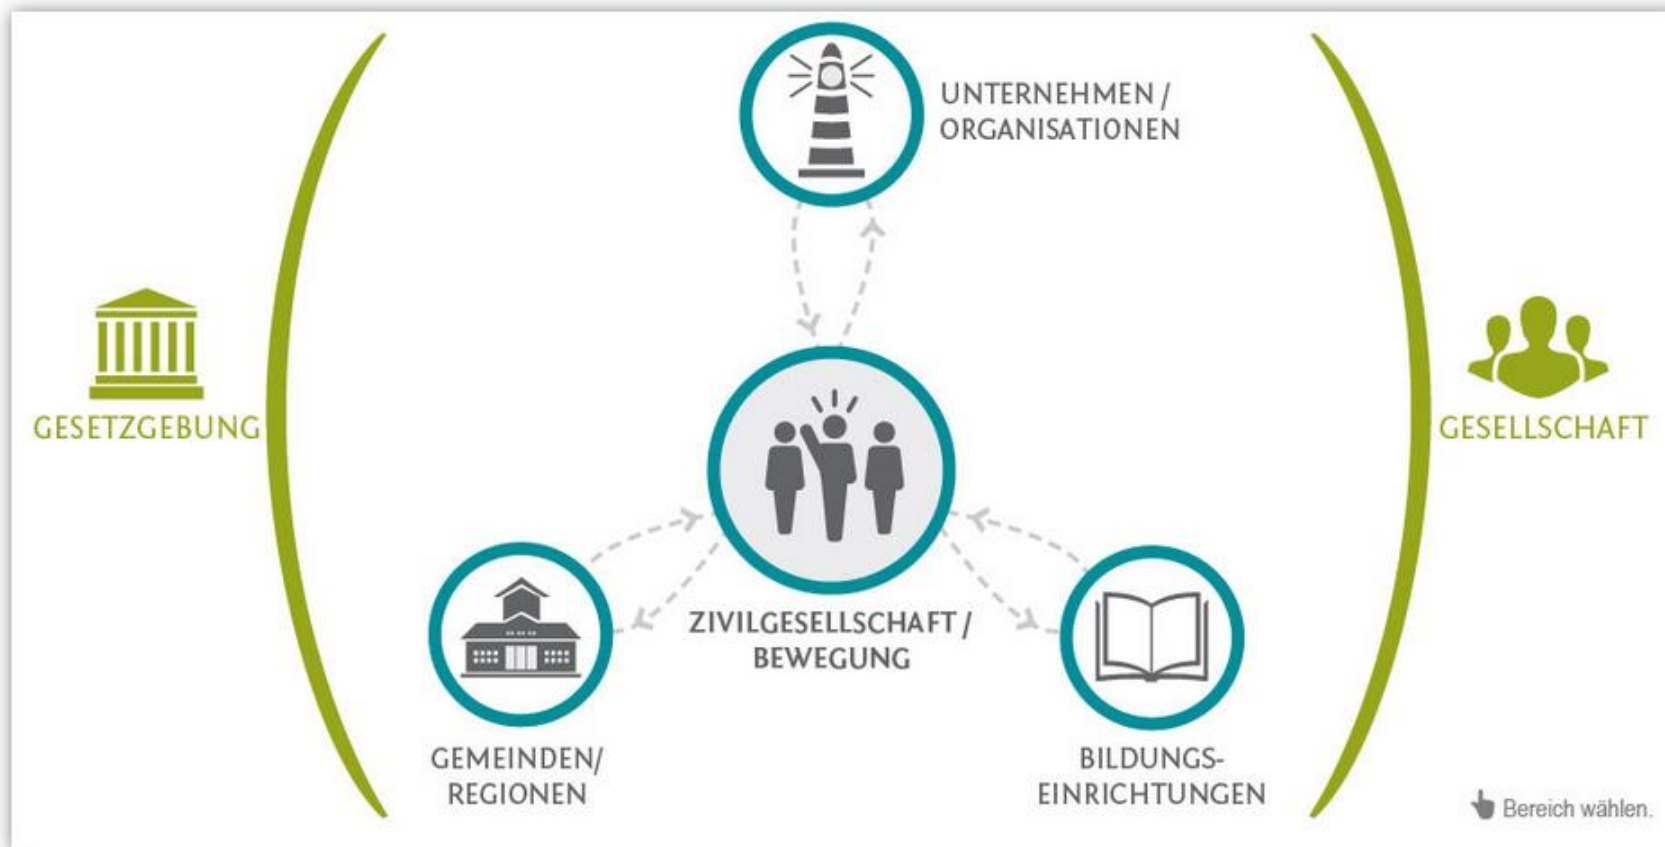 UNTERNEHMEN /
ORGANISATIONEN
GESETZGEBUNG
GESELLSCHAFT
ZIVILGESELLSCHAFT /
BEWEGUNG
GEMEINDEN/
REGIONEN
BILDUNGS-
EINRICHTUNGEN
Bereich wählen.